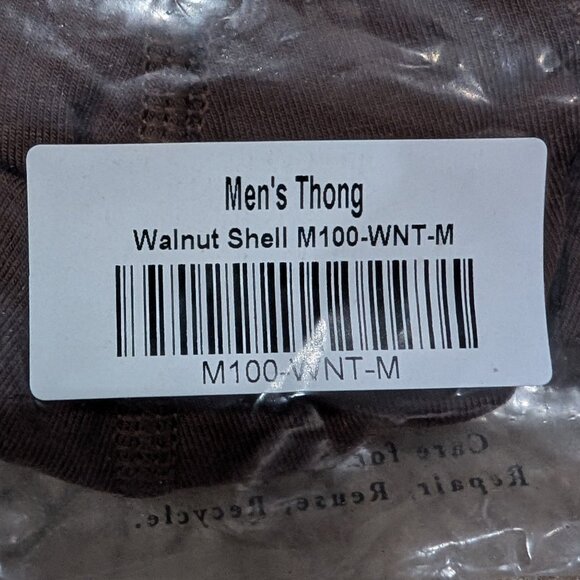 Men's Thong
Walnut Shell M100-WNT-M
M100-WNT-M
Care for
Repair, Reuse, Recycle.